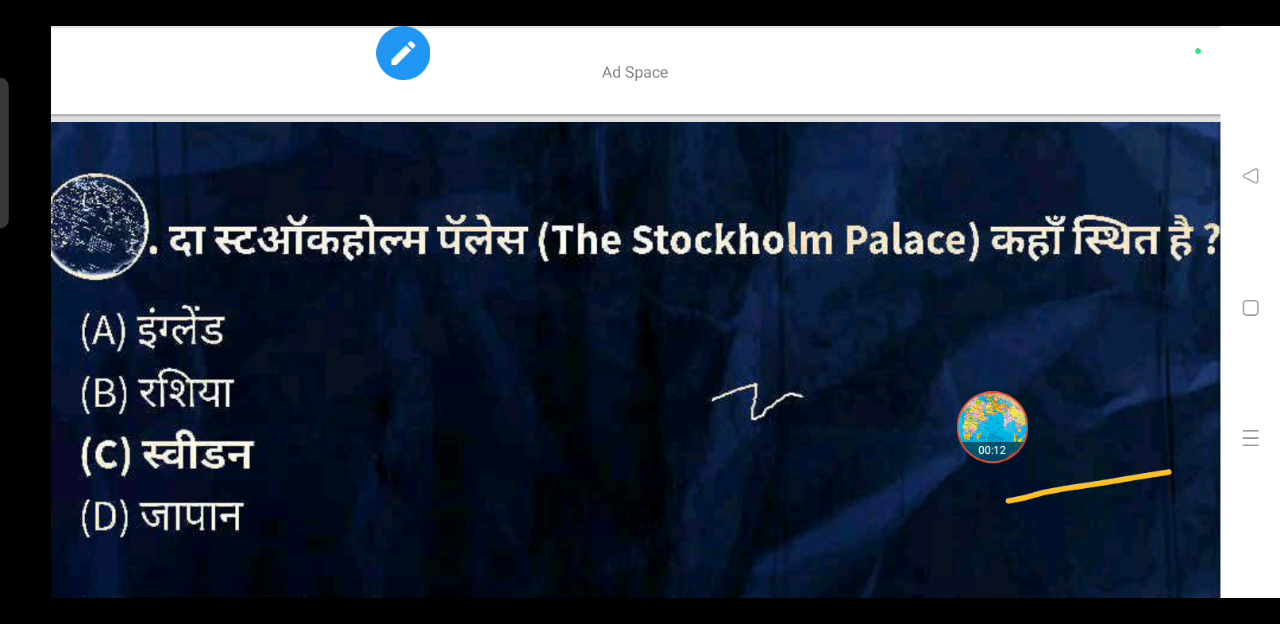 Ad Space
. दा स्टऑकहोल्म पॅलेस (The Stockholm Palace) कहाँ स्थित है ?
(A) इंग्लेंड
(B) रशिया
(C) स्वीडन
00:12
(D) जापान